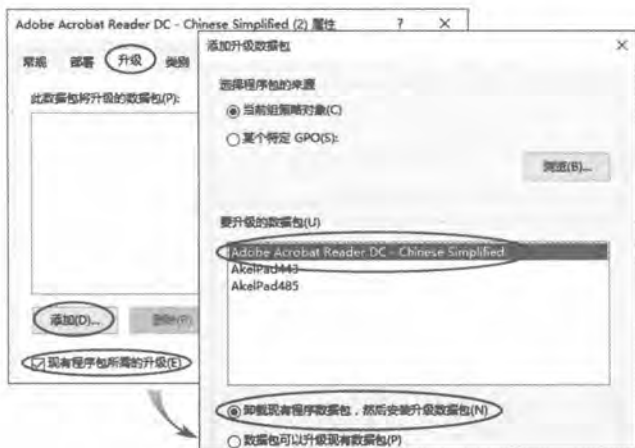 Adobe Acrobat Reader DC - Chinese Simplified (2) 属性
常规 部署 升级 类别
此数据包将升级的数据包(P):
添加(D)...
删除(R)
现有程序包所需的升级(E)
添加升级数据包
选择程序包的来源
当前组策略对象(C)
某个特定 GPO(S):
浏览(B)...
要升级的数据包(U)
Adobe Acrobat Reader DC - Chinese Simplified
AkelPad443
AkelPad485
卸载现有程序数据包，然后安装升级数据包(N)
数据包可以升级现有数据包(P)